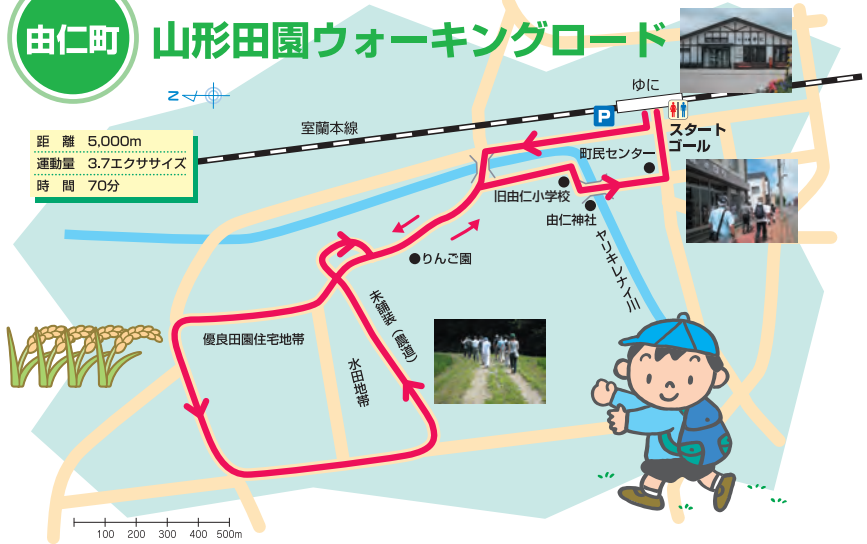 由仁町
山形田園ウォーキングロード
N
ゆに
P
室蘭本線
スタート
ゴール
距離 5,000m
運動量 3.7エクササイズ
時間 70分
町民センター
旧由仁小学校
由仁神社
りんご園
ヤリキレナイ川
未舗装（農道）
優良田園住宅地帯
水田地帯
100 200 300 400 500m